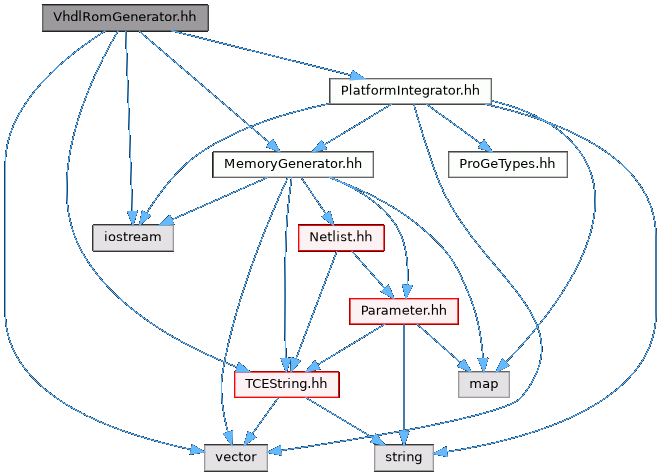 VhdlRomGenerator.hh
PlatformIntegrator.hh
MemoryGenerator.hh
ProGeTypes.hh
iostream
Netlist.hh
Parameter.hh
TCEString.hh
map
vector
string